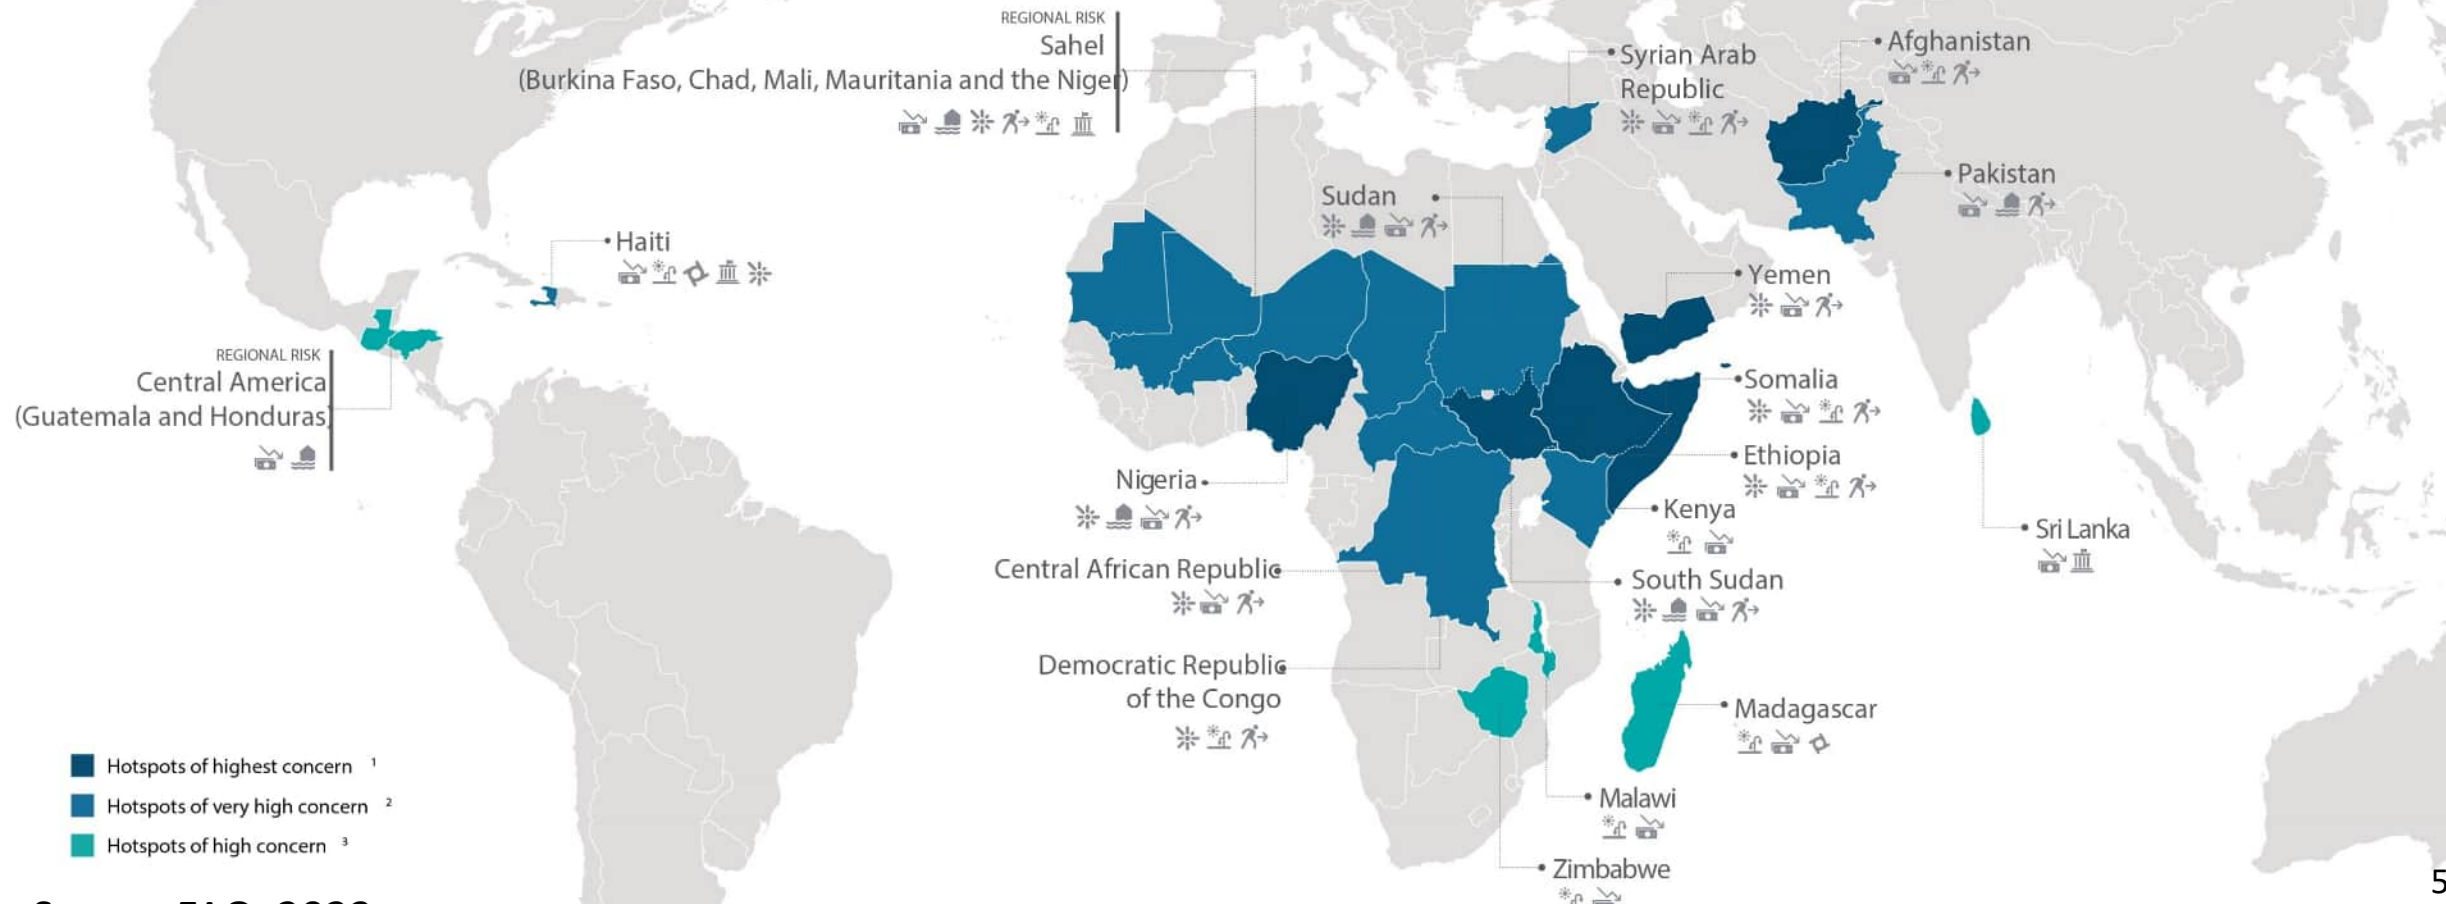 REGIONAL RISK
Sahel
(Burkina Faso, Chad, Mali, Mauritania and the Niger)
Syrian Arab
Republic
Afghanistan
Pakistan
Sudan
Haiti
Yemen
REGIONAL RISK
Central America
(Guatemala and Honduras)
Somalia
Ethiopia
Nigeria
Kenya
Sri Lanka
Central African Republic
South Sudan
Democratic Republic
of the Congo
Madagascar
Malawi
Zimbabwe
Hotspots of highest concern 1
Hotspots of very high concern 2
Hotspots of high concern 3
5